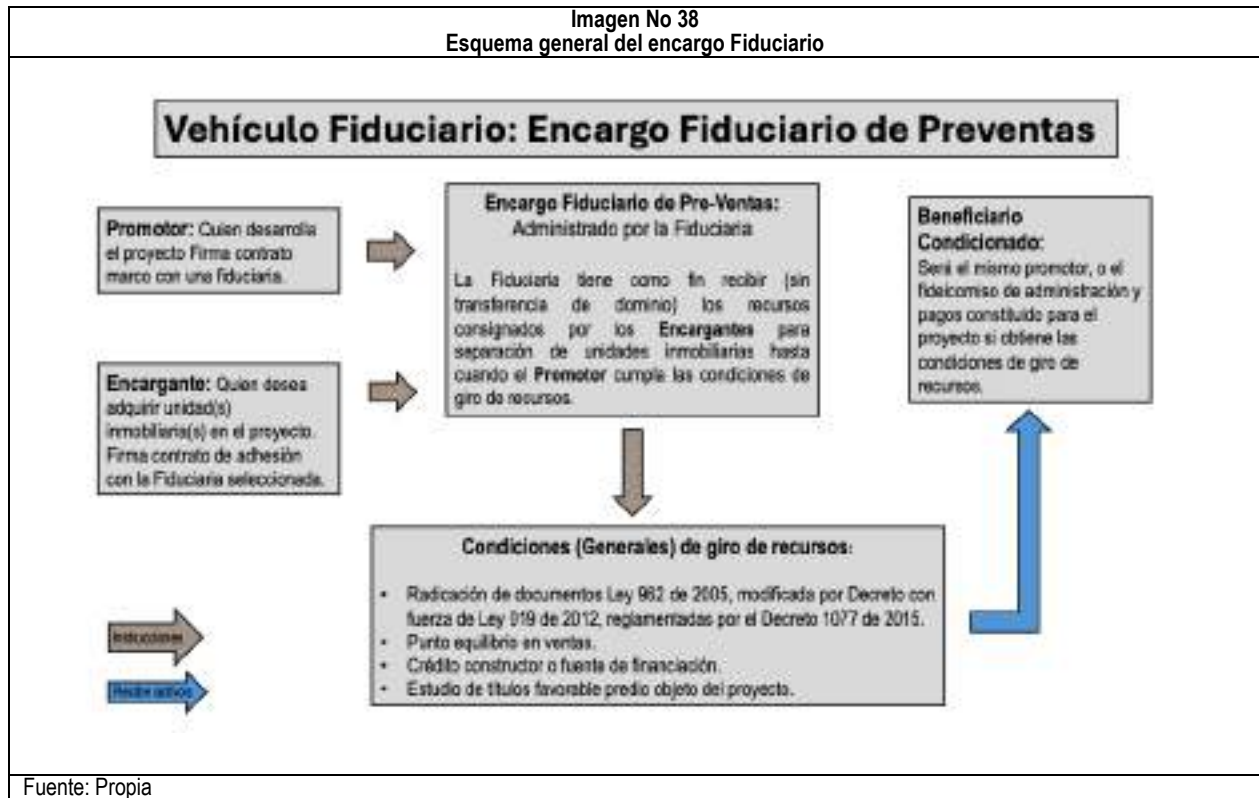 Imagen No 38
Esquema general del encargo Fiduciario
Vehículo Fiduciario: Encargo Fiduciario de Preventas
Promotor: Quien desarrolla
el proyecto Firma contrato
marco con una fiduciaria.
Encargante: Quien desea
adquirir unidad(s)
inmobiliaria(s) en el proyecto.
Firma contrato de adhesión
con la Fiduciaria seleccionada.
Encargo Fiduciario de Pre-Ventas:
Administrado por la Fiduciaria
La Fiduciaria tiene como fin recibir (sin
transferencia de dominio) los recursos
consignados por los Encargantes para
separación de unidades inmobiliarias hasta
cuando el Promotor cumpla las condiciones de
giro de recursos.
Beneficiario
Condicionado:
Será el mismo promotor, o el
fideicomiso de administración y
pagos constituido para el
proyecto si obtiene las
condiciones de giro de
recursos.
Condiciones (Generales) de giro de recursos:
• Radicación de documentos Ley 962 de 2005, modificada por Decreto con
fuerza de Ley 019 de 2012, reglamentadas por el Decreto 1077 de 2015.
• Punto equilibrio en ventas.
• Crédito constructor o fuente de financiación.
• Estudio de títulos favorable predio objeto del proyecto.
Instrucciones
Recibe activos
Fuente: Propia